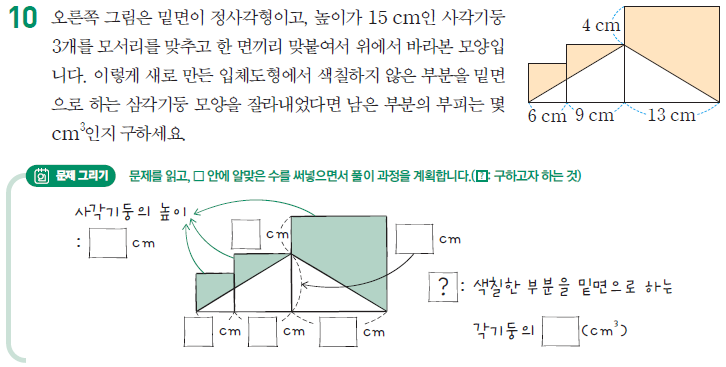 10 오른쪽 그림은 밑면이 정사각형이고, 높이가 15 cm인 사각기둥
3개를 모서리를 맞추고 한 면끼리 맞붙여서 위에서 바라본 모양입
니다. 이렇게 새로 만든 입체도형에서 색칠하지 않은 부분을 밑면
으로 하는 삼각기둥 모양을 잘라내었다면 남은 부분의 부피는 몇
cm³인지 구하세요.
4 cm
6 cm 9 cm 13 cm
문제 그리기 문제를 읽고, □ 안에 알맞은 수를 써넣으면서 풀이 과정을 계획합니다.(?: 구하고자 하는 것)
사각기둥의 높이
: □ cm
□ cm
□ cm
□ cm □ cm □ cm
?: 색칠한 부분을 밑면으로 하는
각기둥의 □(cm³)